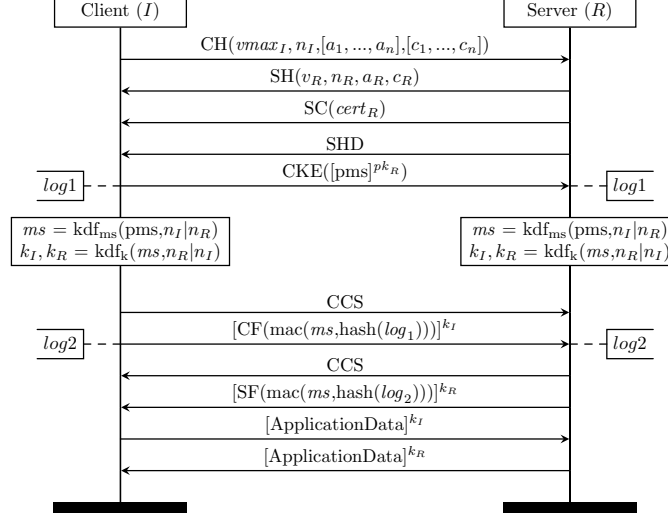 Client (I) Server (R)
CH(vmax_I, n_I,[a_1, ..., a_n],[c_1, ..., c_n])
SH(v_R, n_R, a_R, c_R)
SC(cert_R)
SHD
log1 CKE([pms]^{pk_R}) log1
ms = kdf_ms(pms,n_I|n_R) ms = kdf_ms(pms,n_I|n_R)
k_I, k_R = kdf_k(ms,n_R|n_I) k_I, k_R = kdf_k(ms,n_R|n_I)
CCS
log2 [CF(mac(ms,hash(log_1)))]^{k_I} log2
CCS
[SF(mac(ms,hash(log_2)))]^{k_R}
[ApplicationData]^{k_I}
[ApplicationData]^{k_R}